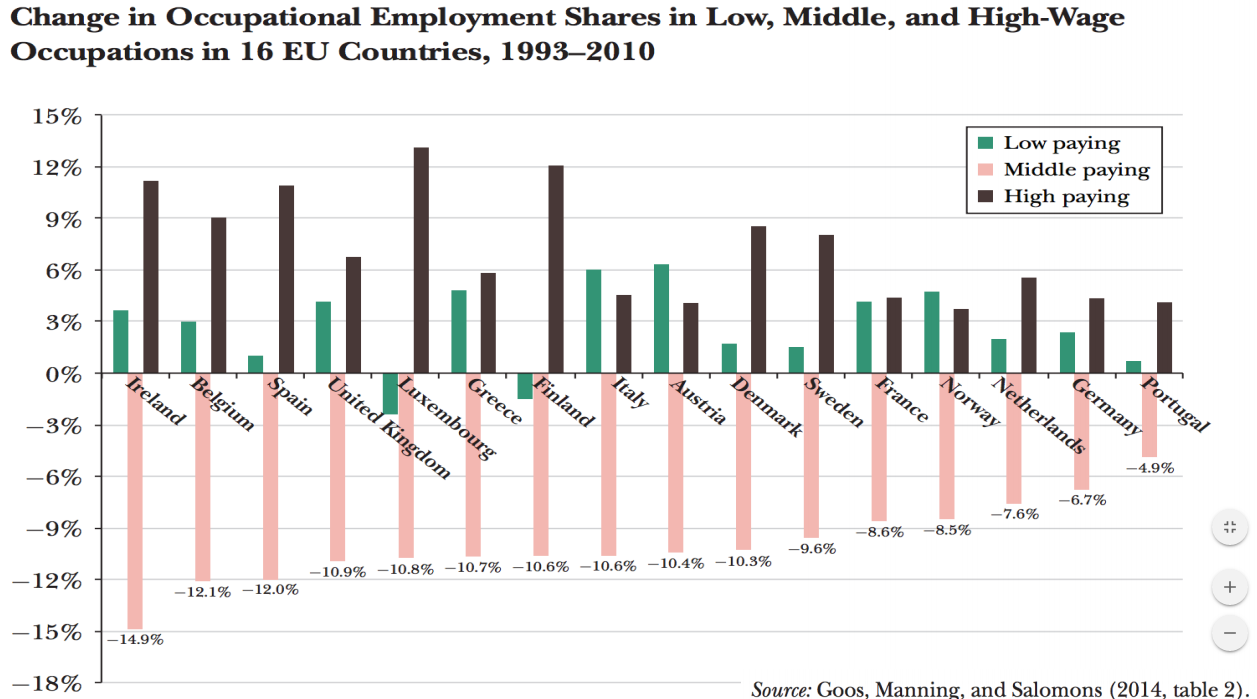 Change in Occupational Employment Shares in Low, Middle, and High-Wage
Occupations in 16 EU Countries, 1993–2010
15%
12%
9%
6%
3%
0%
−3%
−6%
−9%
−12%
−15%
−18%
Low paying
Middle paying
High paying
Ireland
Belgium
Spain
United Kingdom
Luxembourg
Greece
Finland
Italy
Austria
Denmark
Sweden
France
Norway
Netherlands
Germany
Portugal
−14.9%
−12.1%
−12.0%
−10.9%
−10.8%
−10.7%
−10.6%
−10.6%
−10.4%
−10.3%
−9.6%
−8.6%
−8.5%
−7.6%
−6.7%
−4.9%
Source: Goos, Manning, and Salomons (2014, table 2).